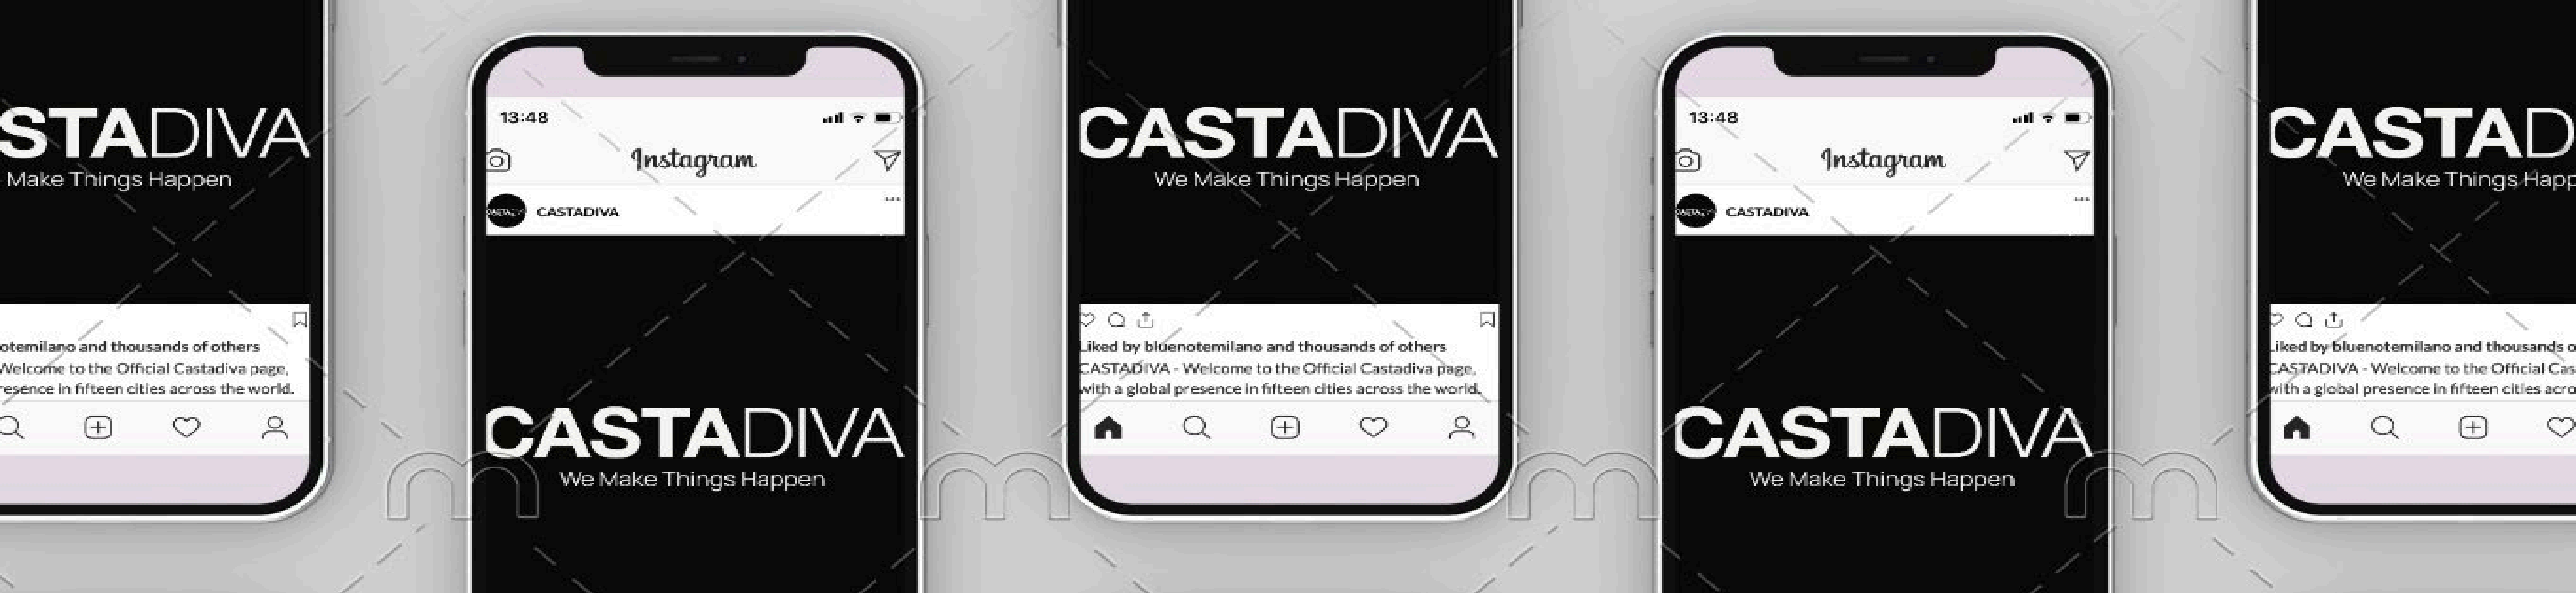 STADIVA
Make Things Happen
otemilano and thousands of others
Welcome to the Official Castadiva page,
resence in fifteen cities across the world.
13:48
Instagram
CASTADIVA
CASTADIVA
We Make Things Happen
CASTADIVA
We Make Things Happen
Liked by bluenotemilano and thousands of others
CASTADIVA - Welcome to the Official Castadiva page,
with a global presence in fifteen cities across the world.
13:48
Instagram
CASTADIVA
CASTADIVA
We Make Things Happen
CASTAD
We Make Things Happ
Liked by bluenotemilano and thousands o
CASTADIVA - Welcome to the Official Cas
with a global presence in fifteen cities acro
m m m m